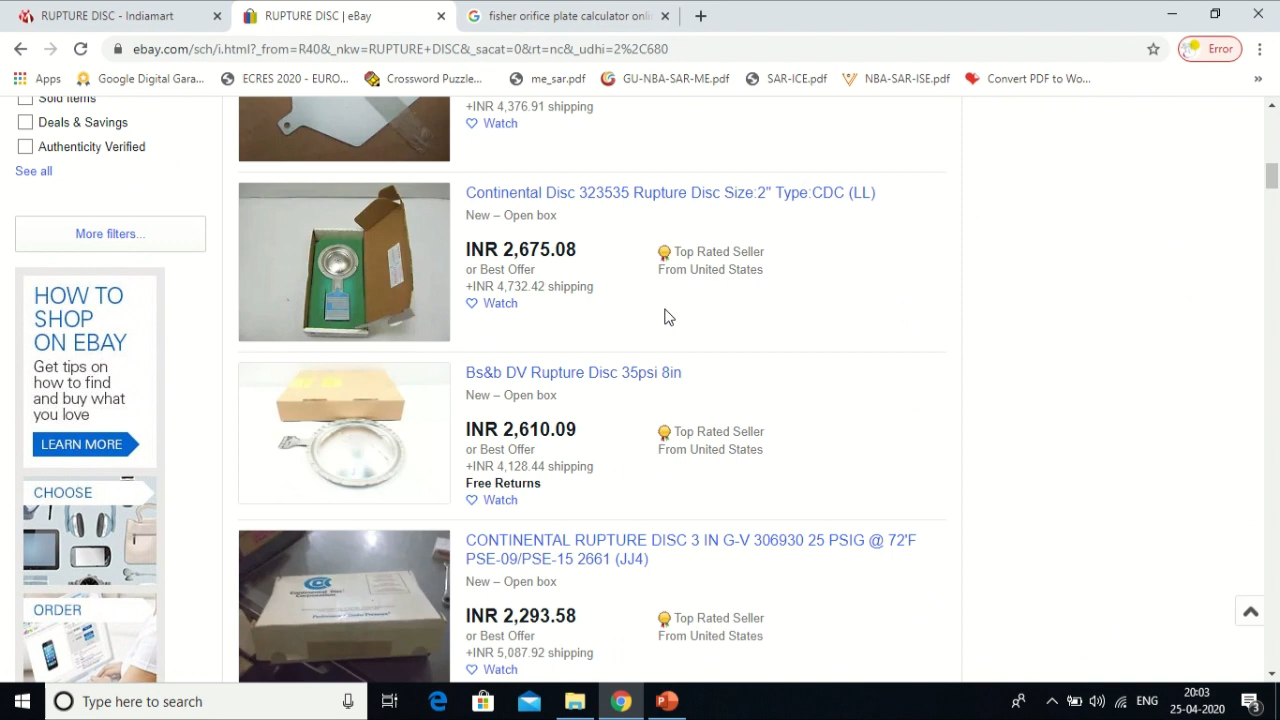 RUPTURE DISC - Indiamart
RUPTURE DISC | eBay
fisher orifice plate calculator onli
ebay.com/sch/i.html?_from=R40&_nkw=RUPTURE+DISC&_sacat=0&rt=nc&_udhi=2%2C680
Error
Apps
Google Digital Gara...
ECRES 2020 - EURO...
Crossword Puzzle...
me_sar.pdf
GU-NBA-SAR-ME.pdf
SAR-ICE.pdf
NBA-SAR-ISE.pdf
Convert PDF to Wo...
»
Sold Items
Deals & Savings
Authenticity Verified
See all
More filters...
HOW TO
SHOP
ON EBAY
Get tips on
how to find
and buy what
you love
LEARN MORE
CHOOSE
ORDER
+INR 4,376.91 shipping
Watch
Continental Disc 323535 Rupture Disc Size:2" Type:CDC (LL)
New – Open box
INR 2,675.08
or Best Offer
+INR 4,732.42 shipping
Watch
Top Rated Seller
From United States
Bs&b DV Rupture Disc 35psi 8in
New – Open box
INR 2,610.09
or Best Offer
+INR 4,128.44 shipping
Free Returns
Watch
Top Rated Seller
From United States
Continental Disc
CONTINENTAL RUPTURE DISC 3 IN G-V 306930 25 PSIG @ 72'F
PSE-09/PSE-15 2661 (JJ4)
New – Open box
INR 2,293.58
or Best Offer
+INR 5,087.92 shipping
Watch
Top Rated Seller
From United States
Type here to search
ENG
20:03
25-04-2020
3